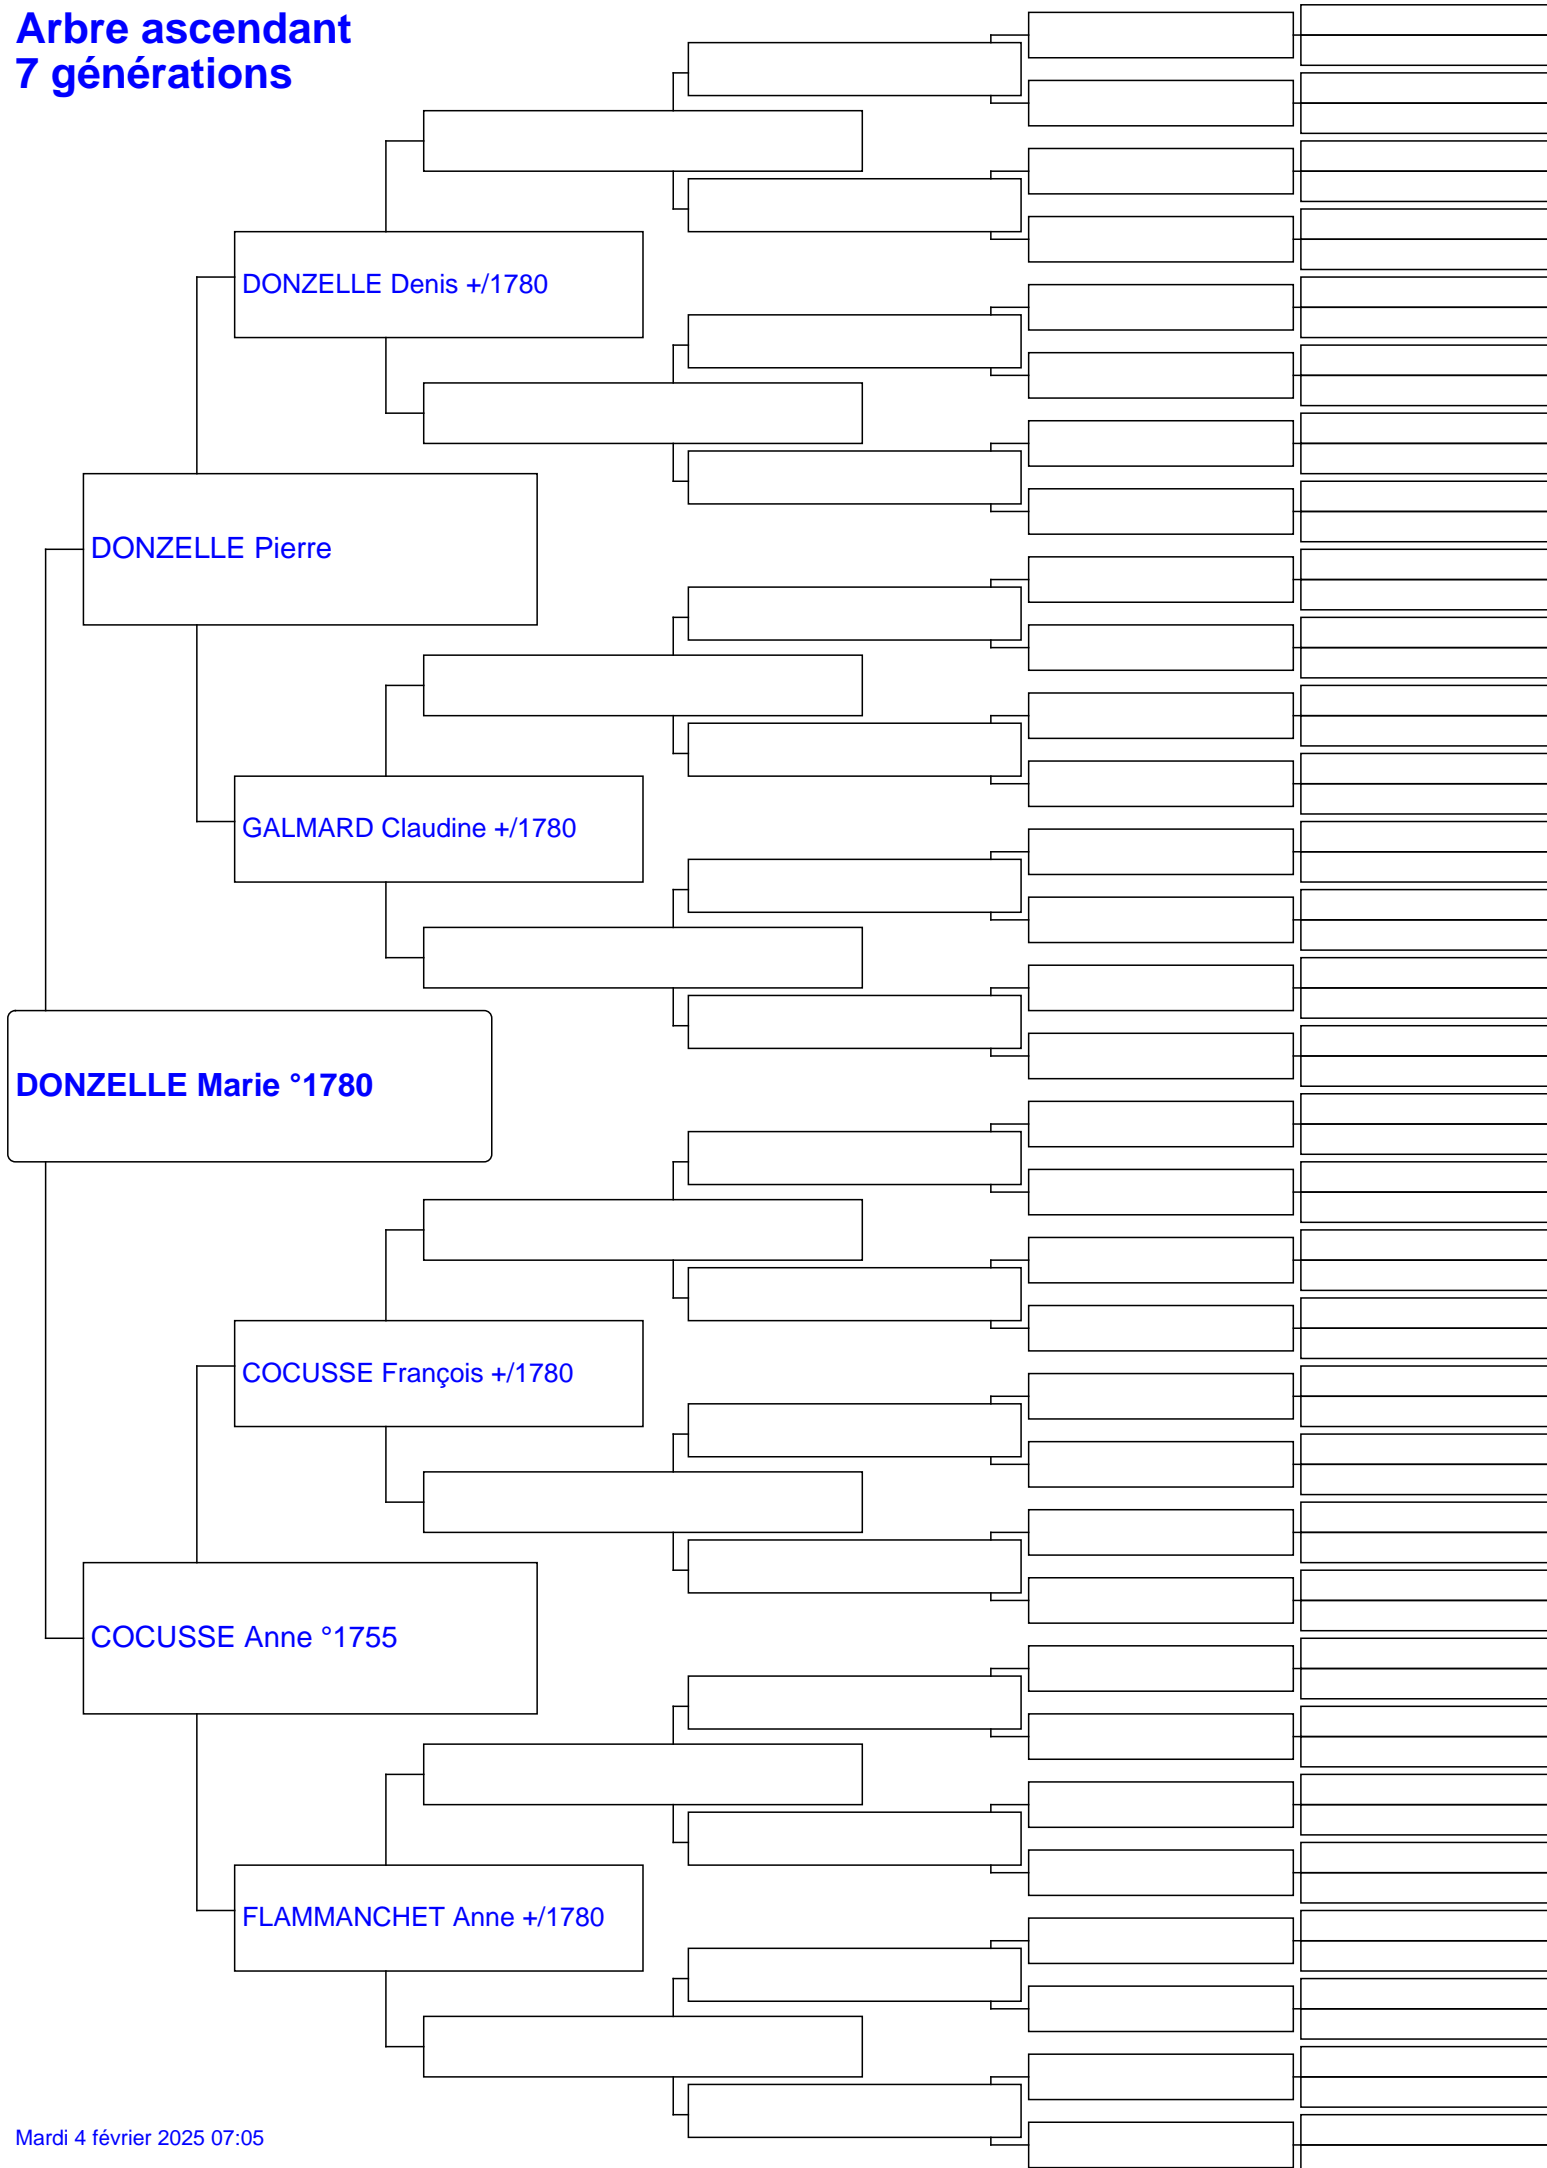 Arbre ascendant
7 générations
DONZELLE Denis +/1780
DONZELLE Pierre
GALMARD Claudine +/1780
DONZELLE Marie °1780
COCUSSE François +/1780
COCUSSE Anne °1755
FLAMMANCHET Anne +/1780
Mardi 4 février 2025 07:05